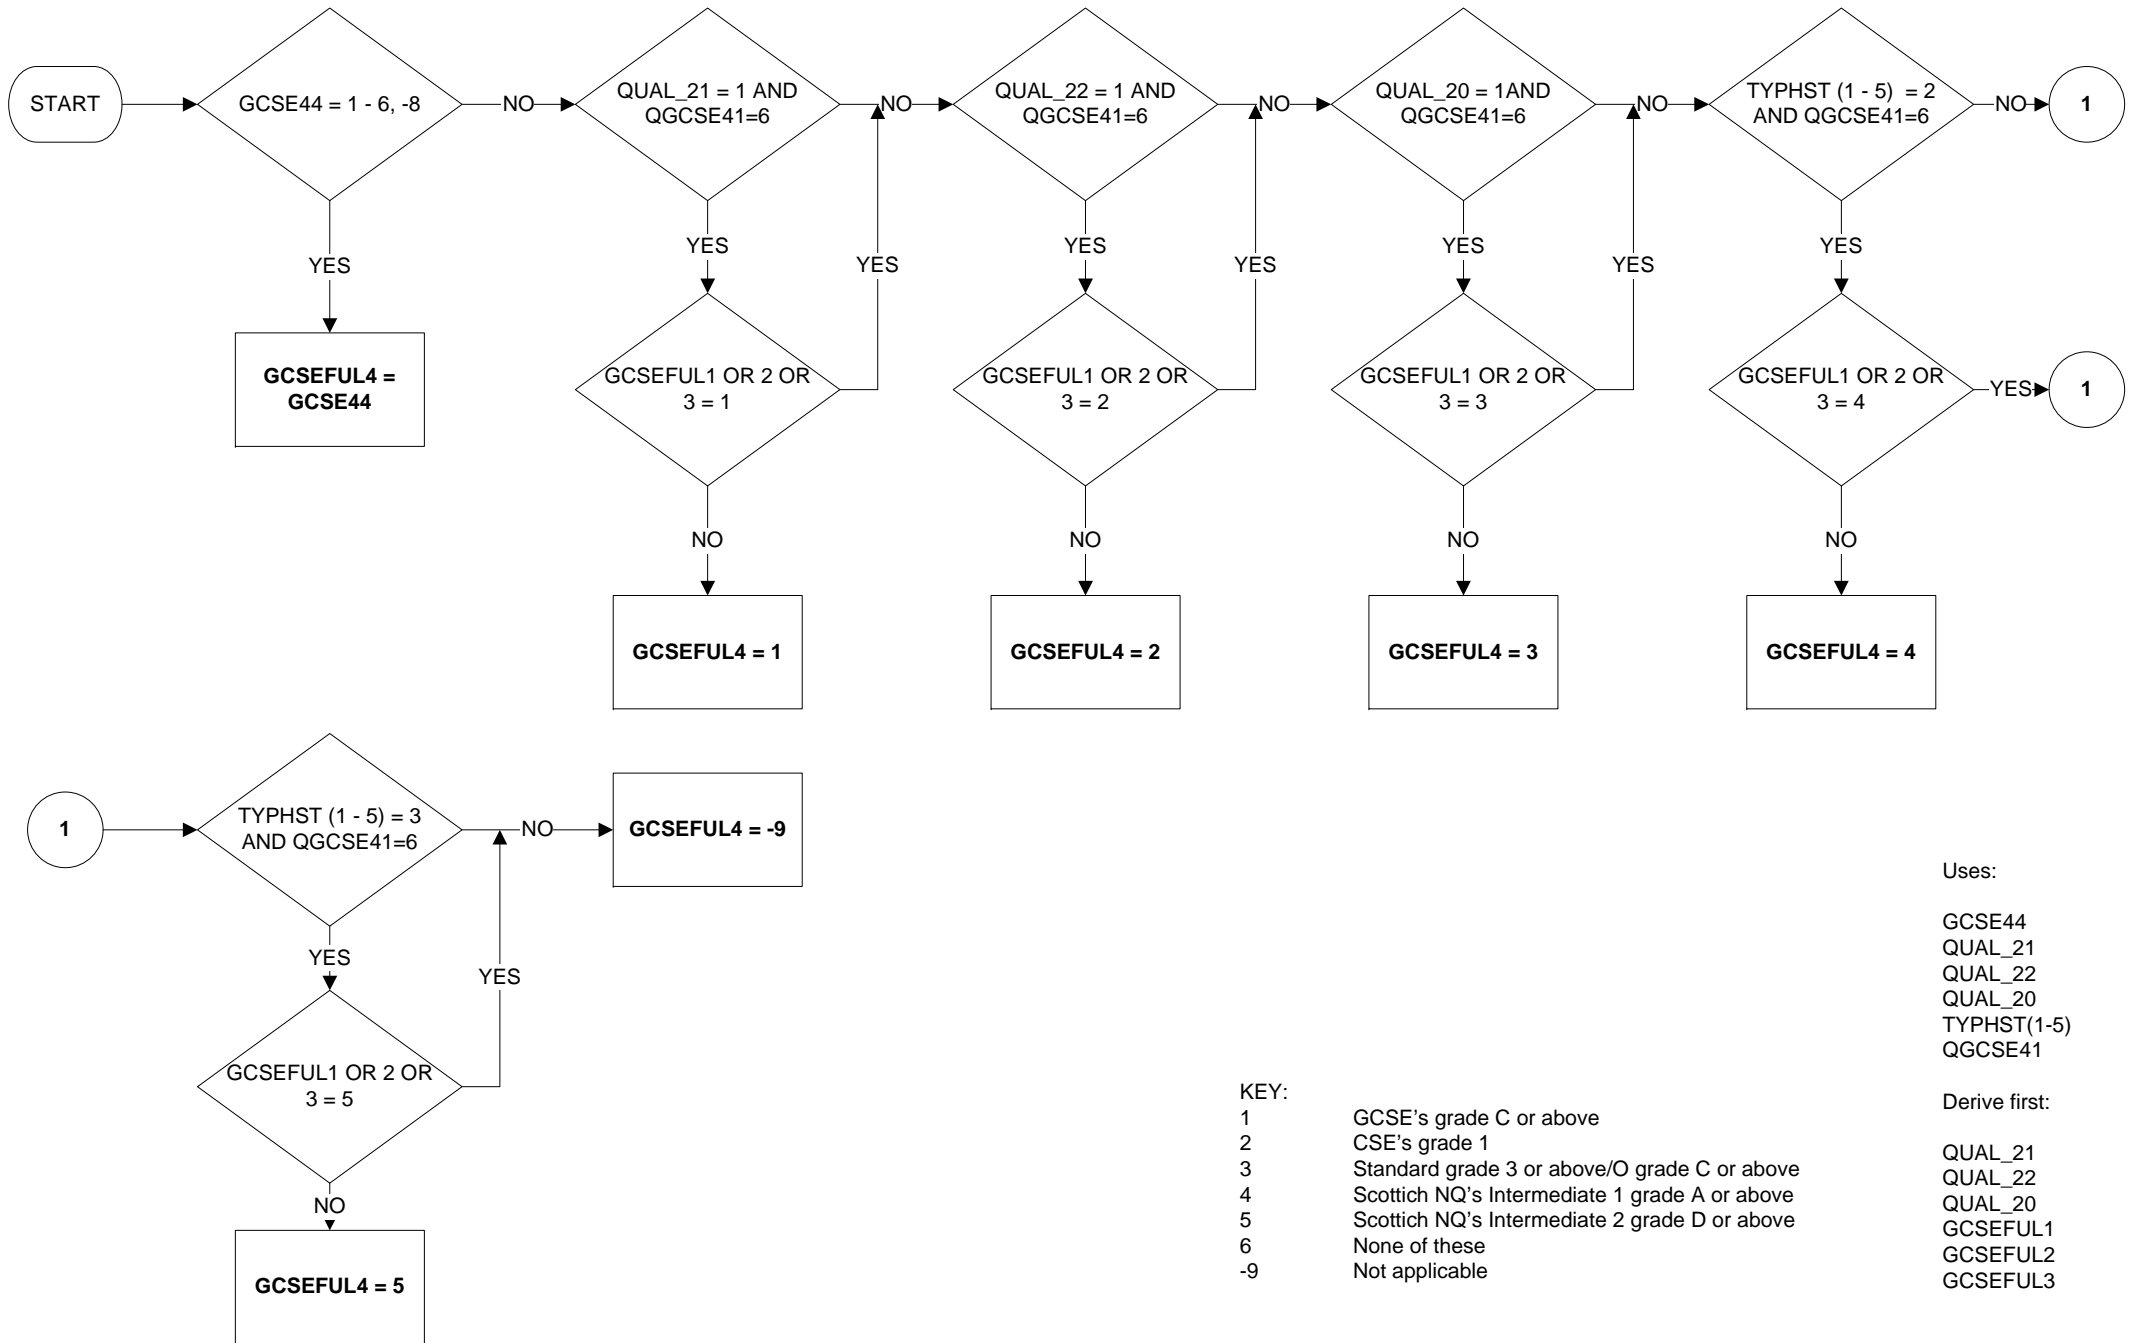 START
GCSE44 = 1 - 6, -8
NO
QUAL_21 = 1 AND
QGCSE41=6
NO
QUAL_22 = 1 AND
QGCSE41=6
NO
QUAL_20 = 1AND
QGCSE41=6
NO
TYPHST (1 - 5) = 2
AND QGCSE41=6
NO
1
YES
YES
YES
YES
YES
YES
YES
YES
GCSEFUL4 =
GCSE44
GCSEFUL1 OR 2 OR
3 = 1
GCSEFUL1 OR 2 OR
3 = 2
GCSEFUL1 OR 2 OR
3 = 3
GCSEFUL1 OR 2 OR
3 = 4
YES
1
NO
NO
NO
NO
GCSEFUL4 = 1
GCSEFUL4 = 2
GCSEFUL4 = 3
GCSEFUL4 = 4
1
TYPHST (1 - 5) = 3
AND QGCSE41=6
NO
GCSEFUL4 = -9
YES
YES
GCSEFUL1 OR 2 OR
3 = 5
NO
GCSEFUL4 = 5
KEY:
1 GCSE's grade C or above
2 CSE's grade 1
3 Standard grade 3 or above/O grade C or above
4 Scottich NQ's Intermediate 1 grade A or above
5 Scottich NQ's Intermediate 2 grade D or above
6 None of these
-9 Not applicable
Uses:
GCSE44
QUAL_21
QUAL_22
QUAL_20
TYPHST(1-5)
QGCSE41
Derive first:
QUAL_21
QUAL_22
QUAL_20
GCSEFUL1
GCSEFUL2
GCSEFUL3